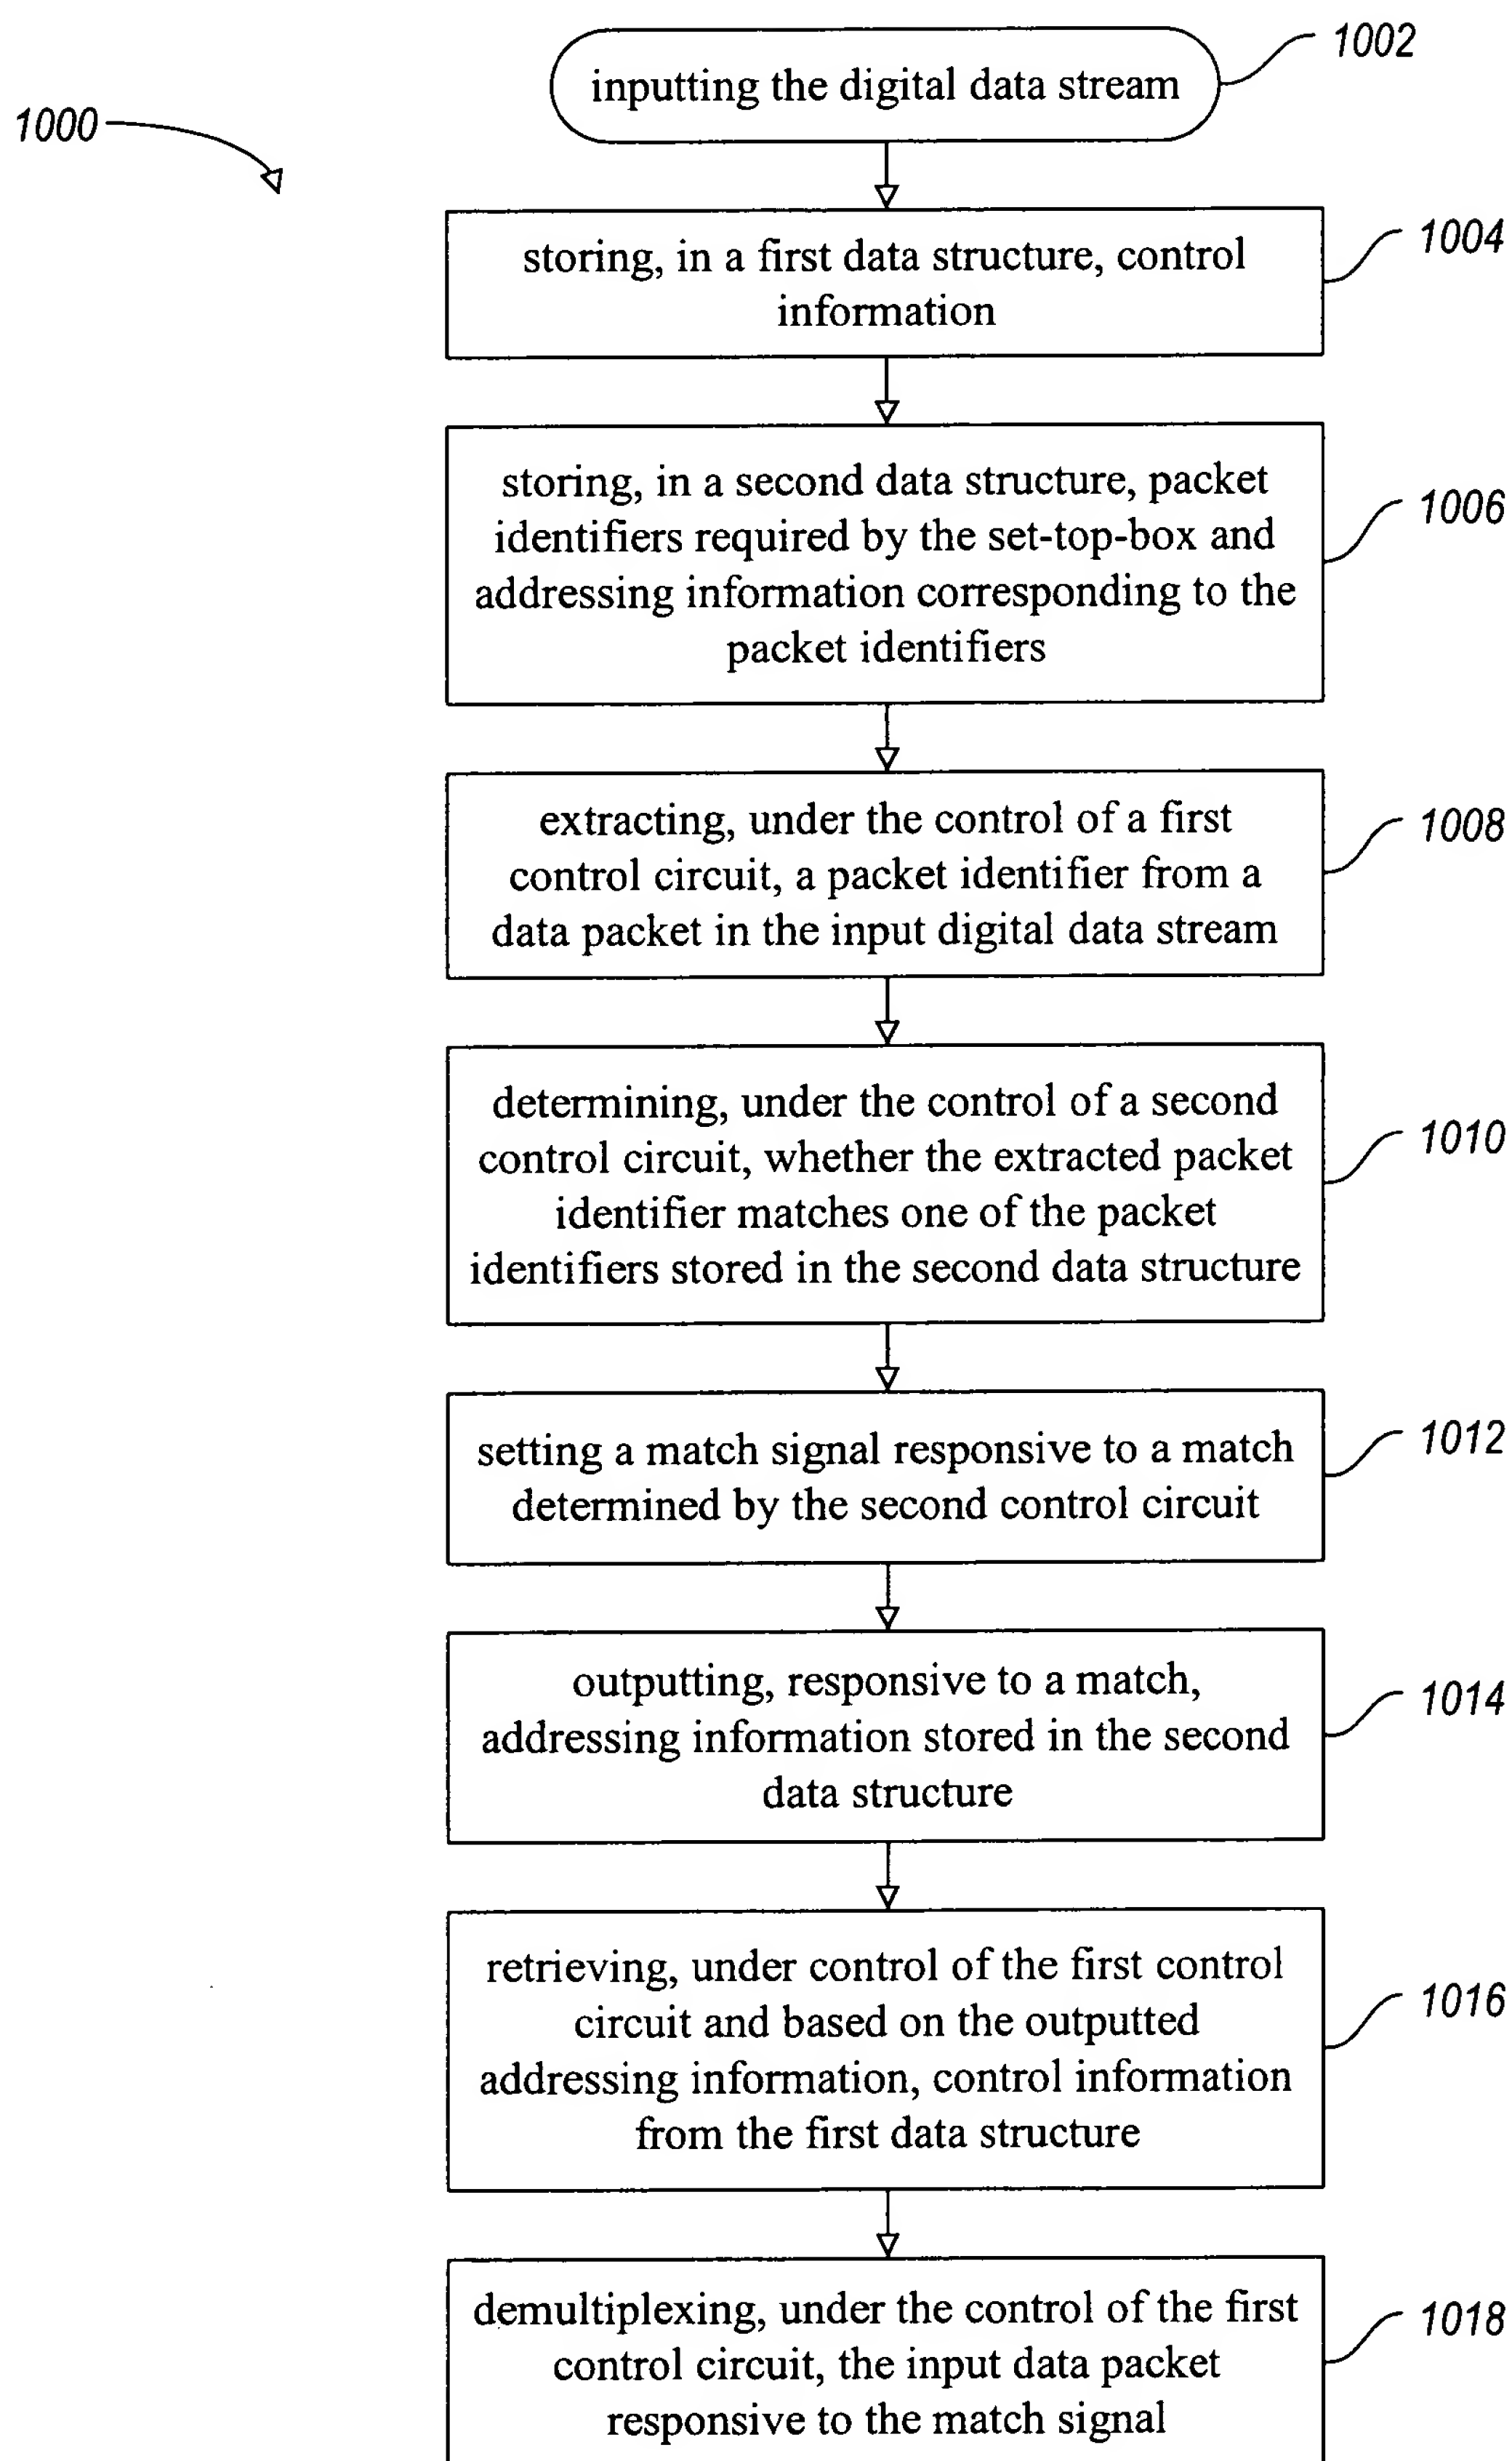 1000
inputting the digital data stream
1002
storing, in a first data structure, control
information
1004
storing, in a second data structure, packet
identifiers required by the set-top-box and
addressing information corresponding to the
packet identifiers
1006
extracting, under the control of a first
control circuit, a packet identifier from a
data packet in the input digital data stream
1008
determining, under the control of a second
control circuit, whether the extracted packet
identifier matches one of the packet
identifiers stored in the second data structure
1010
setting a match signal responsive to a match
determined by the second control circuit
1012
outputting, responsive to a match,
addressing information stored in the second
data structure
1014
retrieving, under control of the first control
circuit and based on the outputted
addressing information, control information
from the first data structure
1016
demultiplexing, under the control of the first
control circuit, the input data packet
responsive to the match signal
1018